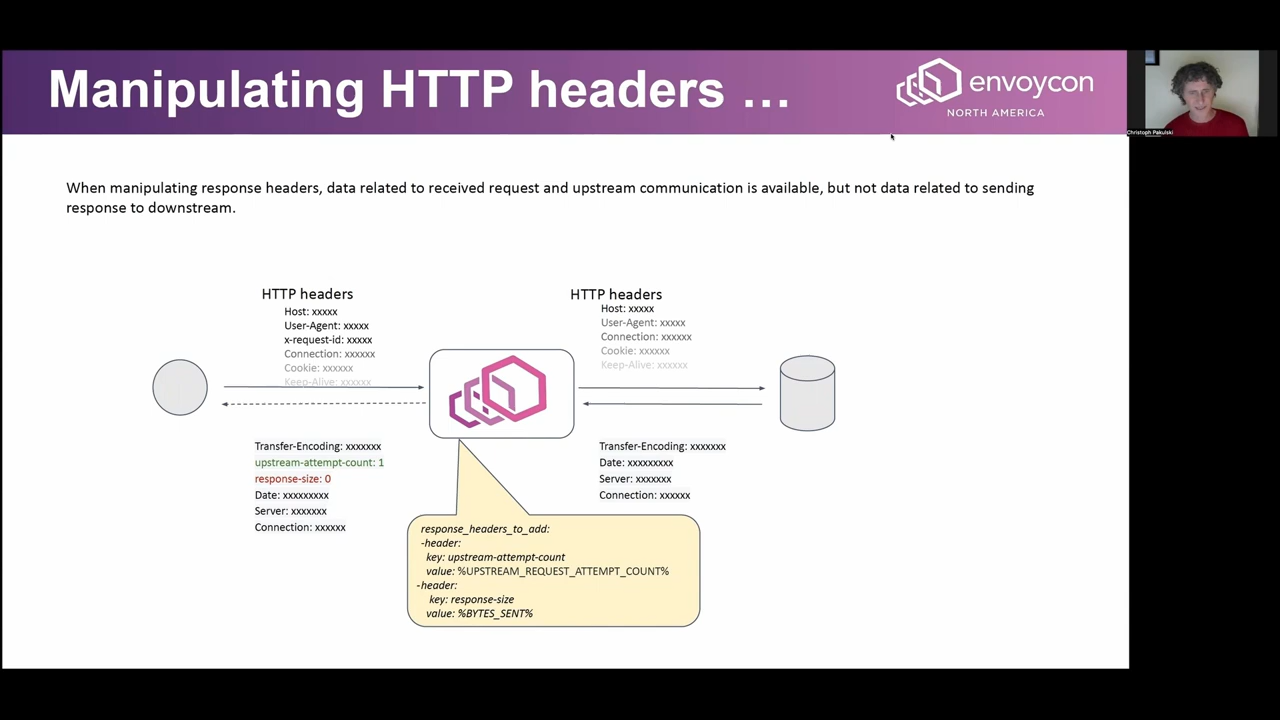 Manipulating HTTP headers ...
envoycon
NORTH AMERICA
Christoph Pakulski
When manipulating response headers, data related to received request and upstream communication is available, but not data related to sending
response to downstream.
HTTP headers
Host: xxxxx
User-Agent: xxxxx
x-request-id: xxxxx
Connection: xxxxxx
Cookie: xxxxxx
Keep-Alive: xxxxxx
HTTP headers
Host: xxxxx
User-Agent: xxxxx
Connection: xxxxxx
Cookie: xxxxxx
Keep-Alive: xxxxxx
Transfer-Encoding: xxxxxxx
upstream-attempt-count: 1
response-size: 0
Date: xxxxxxxxx
Server: xxxxxxx
Connection: xxxxxx
Transfer-Encoding: xxxxxxx
Date: xxxxxxxxx
Server: xxxxxxx
Connection: xxxxxx
response_headers_to_add:
-header:
key: upstream-attempt-count
value: %UPSTREAM_REQUEST_ATTEMPT_COUNT%
-header:
key: response-size
value: %BYTES_SENT%